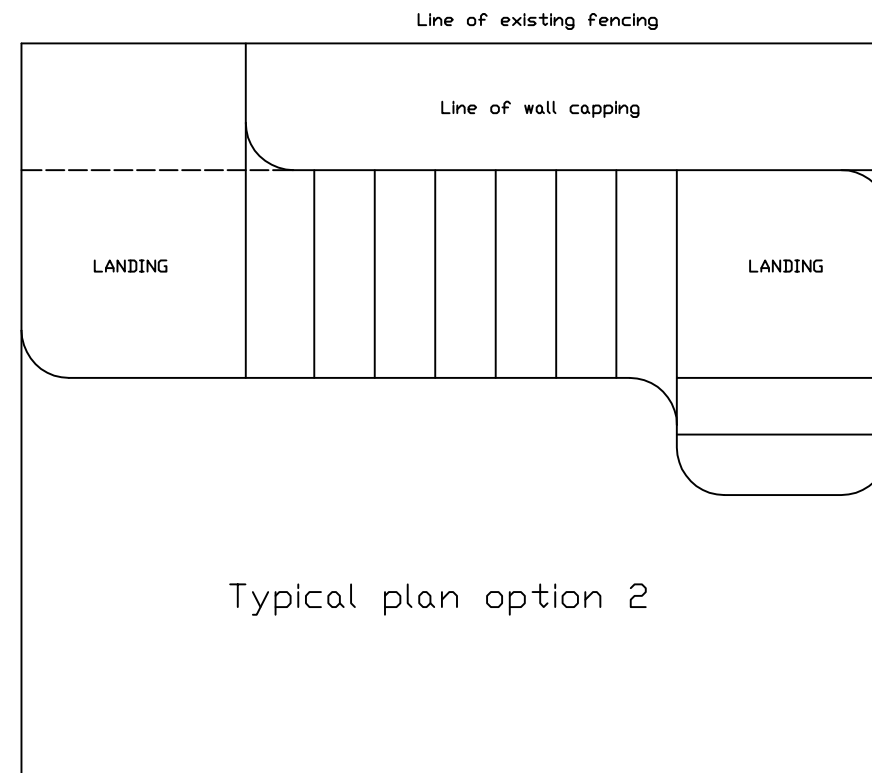 Line of existing fencing
Line of wall capping
LANDING
LANDING
Typical plan option 2